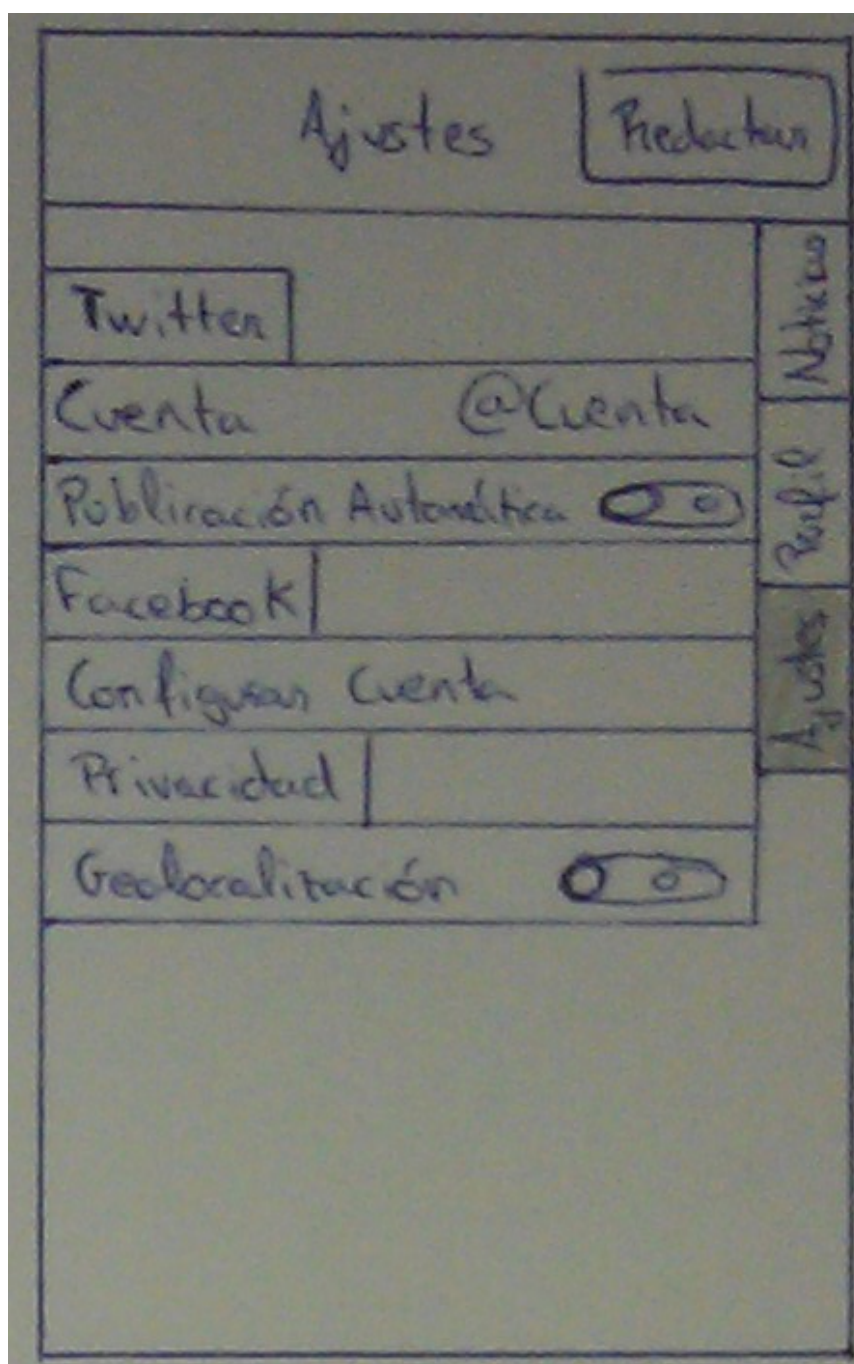 Ajustes Redactar
Twitter
Cuenta @Cuenta
Publicación Automática
Facebook
Configurar Cuenta
Privacidad
Geolocalización
Noticias
Perfil
Ajustes